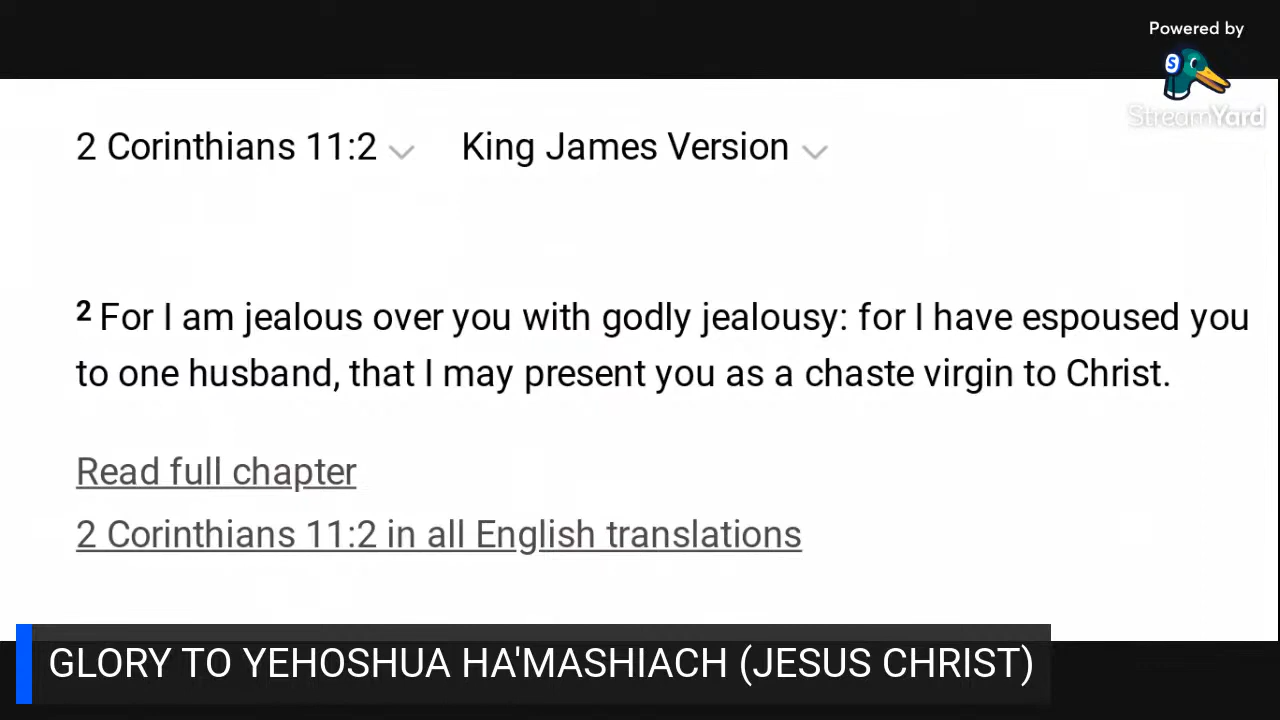 Powered by
StreamYard
2 Corinthians 11:2 King James Version
2 For I am jealous over you with godly jealousy: for I have espoused you
to one husband, that I may present you as a chaste virgin to Christ.
Read full chapter
2 Corinthians 11:2 in all English translations
GLORY TO YEHOSHUA HA'MASHIACH (JESUS CHRIST)